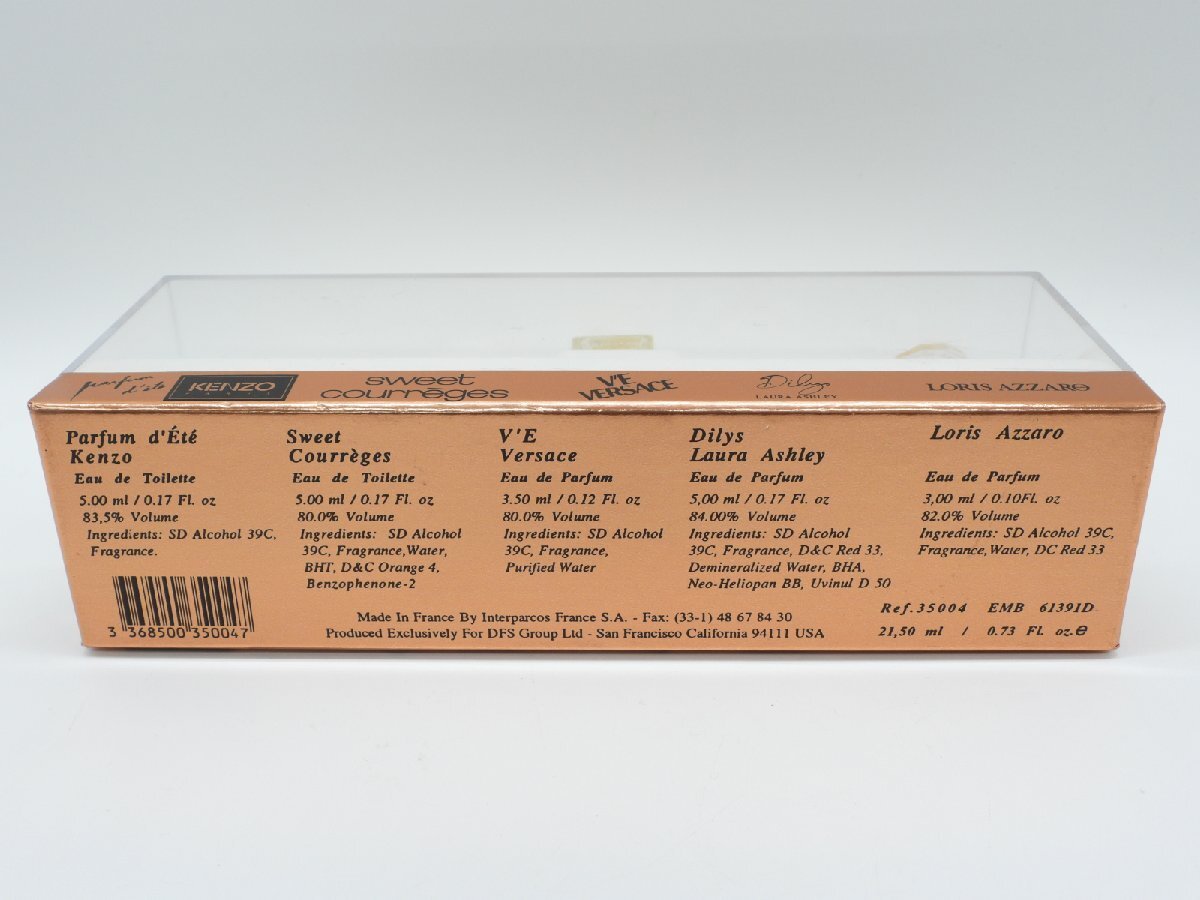 parfum
d'été
KENZO
PARIS
sweet
courrèges
V'E
VERSACE
Dilys
LAURA ASHLEY
LORIS AZZARO
Parfum d'Été
Kenzo
Eau de Toilette
5.00 ml / 0.17 Fl. oz
83,5% Volume
Ingredients: SD Alcohol 39C,
Fragrance.
Sweet
Courrèges
Eau de Toilette
5.00 ml / 0.17 Fl. oz
80.0% Volume
Ingredients: SD Alcohol
39C, Fragrance,Water,
BHT, D&C Orange 4,
Benzophenone-2
V'E
Versace
Eau de Parfum
3.50 ml / 0.12 Fl. oz
80.0% Volume
Ingredients: SD Alcohol
39C, Fragrance,
Purified Water
Dilys
Laura Ashley
Eau de Parfum
5,00 ml / 0.17 Fl. oz
84.00% Volume
Ingredients: SD Alcohol
39C, Fragrance, D&C Red 33,
Demineralized Water, BHA,
Neo-Heliopan BB, Uvinul D 50
Loris Azzaro
Eau de Parfum
3,00 ml / 0.10Fl. oz
82.0% Volume
Ingredients: SD Alcohol 39C,
Fragrance,Water, DC Red 33
3 368500 350047
Made In France By Interparcos France S.A. - Fax: (33-1) 48 67 84 30
Produced Exclusively For DFS Group Ltd - San Francisco California 94111 USA
Ref.35004 EMB 61391D
21,50 ml / 0.73 Fl. oz.℮